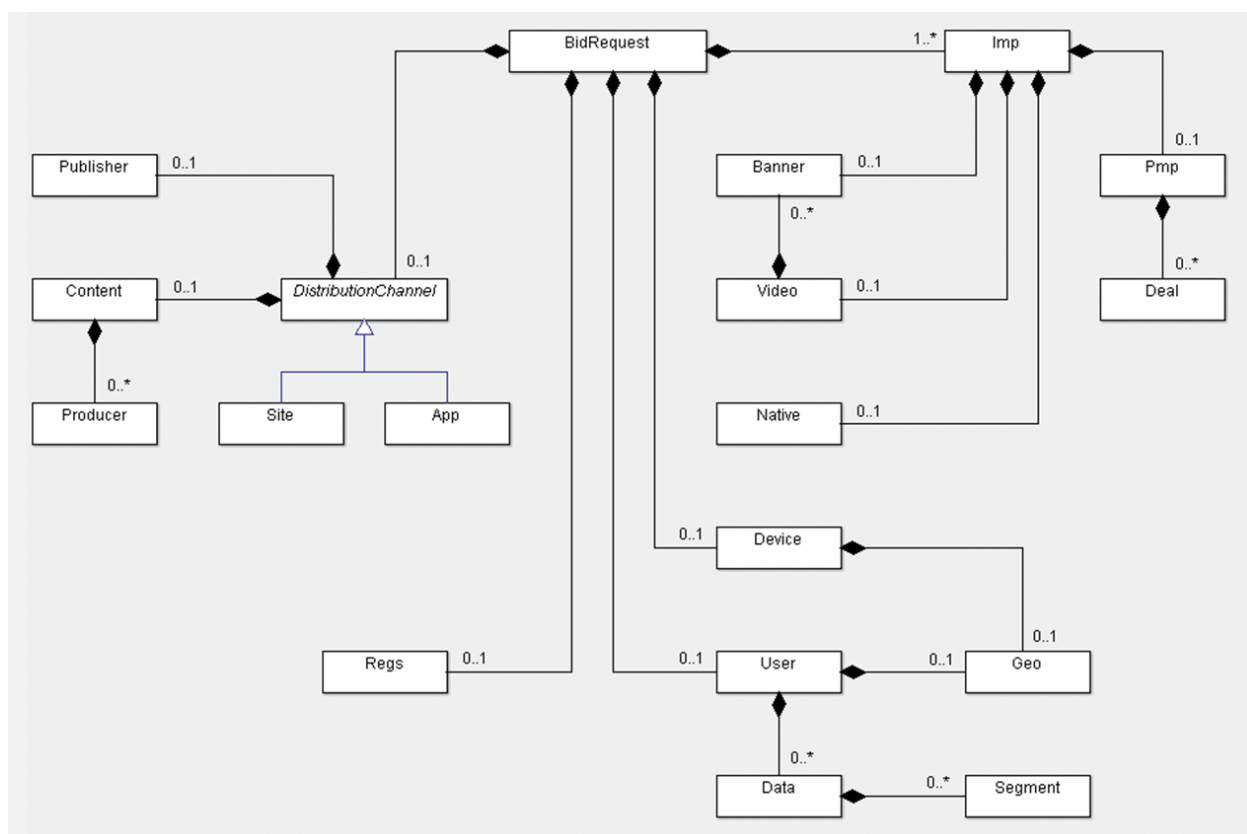 BidRequest
1..*
Imp
Publisher
0..1
Banner
0..1
0..1
Pmp
0..*
0..1
Content
0..1
DistributionChannel
Video
0..1
0..*
Deal
0..*
Producer
Site
App
Native
0..1
0..1
Device
0..1
Regs
0..1
0..1
User
0..1
Geo
0..*
Data
0..*
Segment